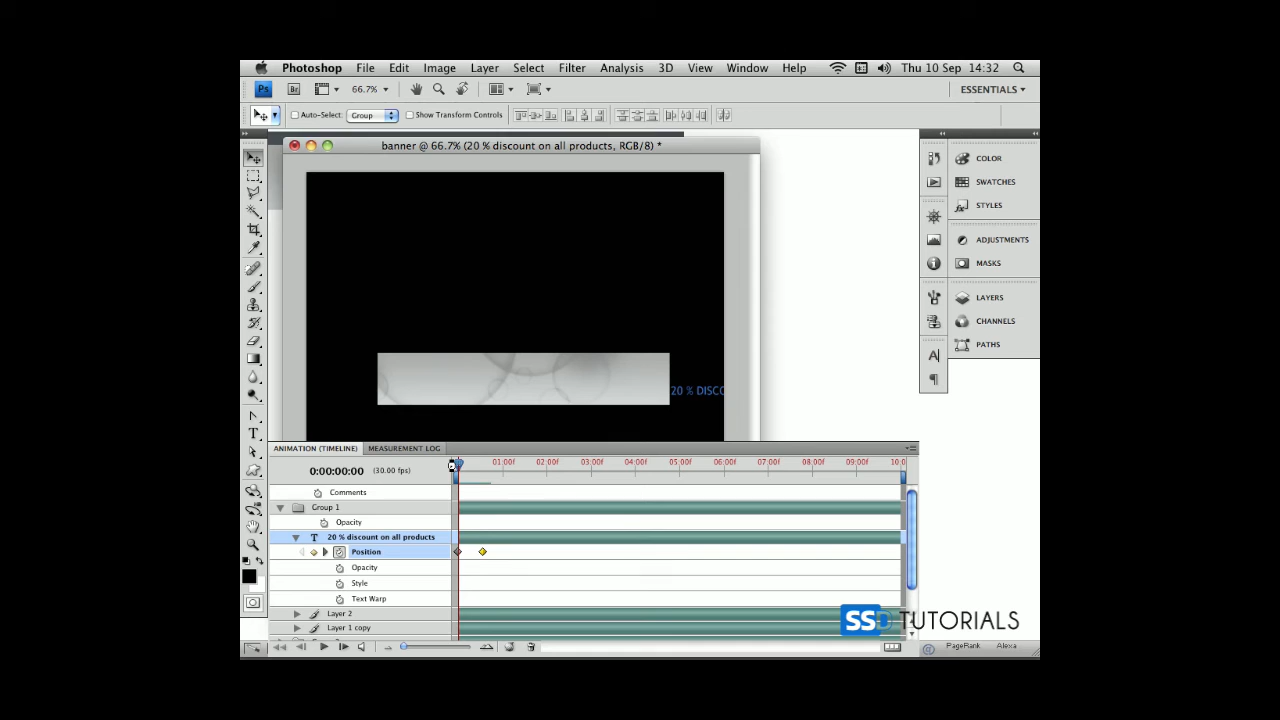 Photoshop File Edit Image Layer Select Filter Analysis 3D View Window Help Thu 10 Sep 14:32
Ps Br 66.7% ESSENTIALS
Auto-Select: Group Show Transform Controls
banner @ 66.7% (20 % discount on all products, RGB/8) *
COLOR
SWATCHES
STYLES
ADJUSTMENTS
MASKS
LAYERS
CHANNELS
PATHS
20 % DISCO
ANIMATION (TIMELINE) MEASUREMENT LOG
0:00:00:00 (30.00 fps) 01:00f 02:00f 03:00f 04:00f 05:00f 06:00f 07:00f 08:00f 09:00f 10:0
Comments
Group 1
Opacity
T 20 % discount on all products
Position
Opacity
Style
Text Warp
Layer 2
Layer 1 copy
SSD TUTORIALS
PageRank Alexa